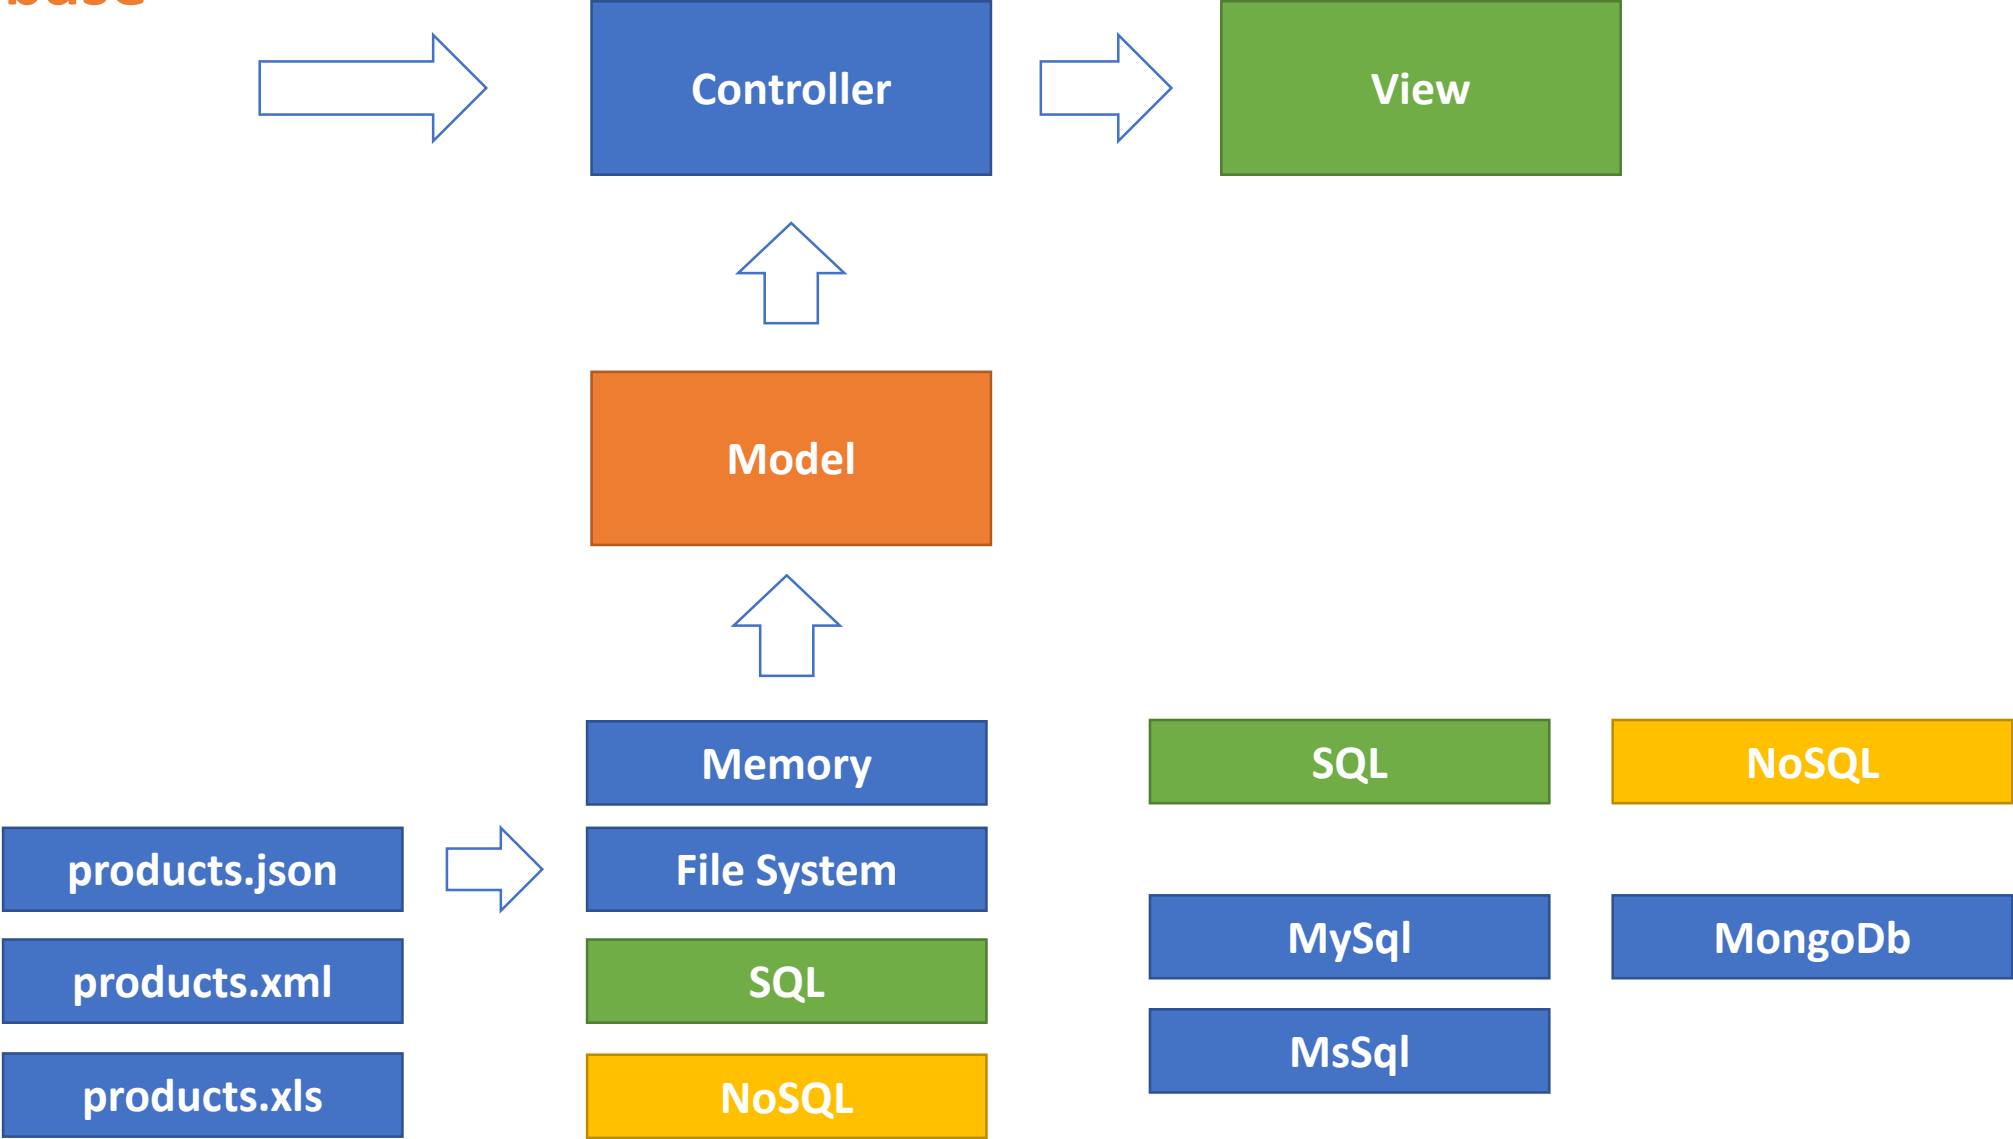 Controller
View
Model
Memory
SQL
NoSQL
products.json
File System
MySql
MongoDb
products.xml
SQL
MsSql
products.xls
NoSQL